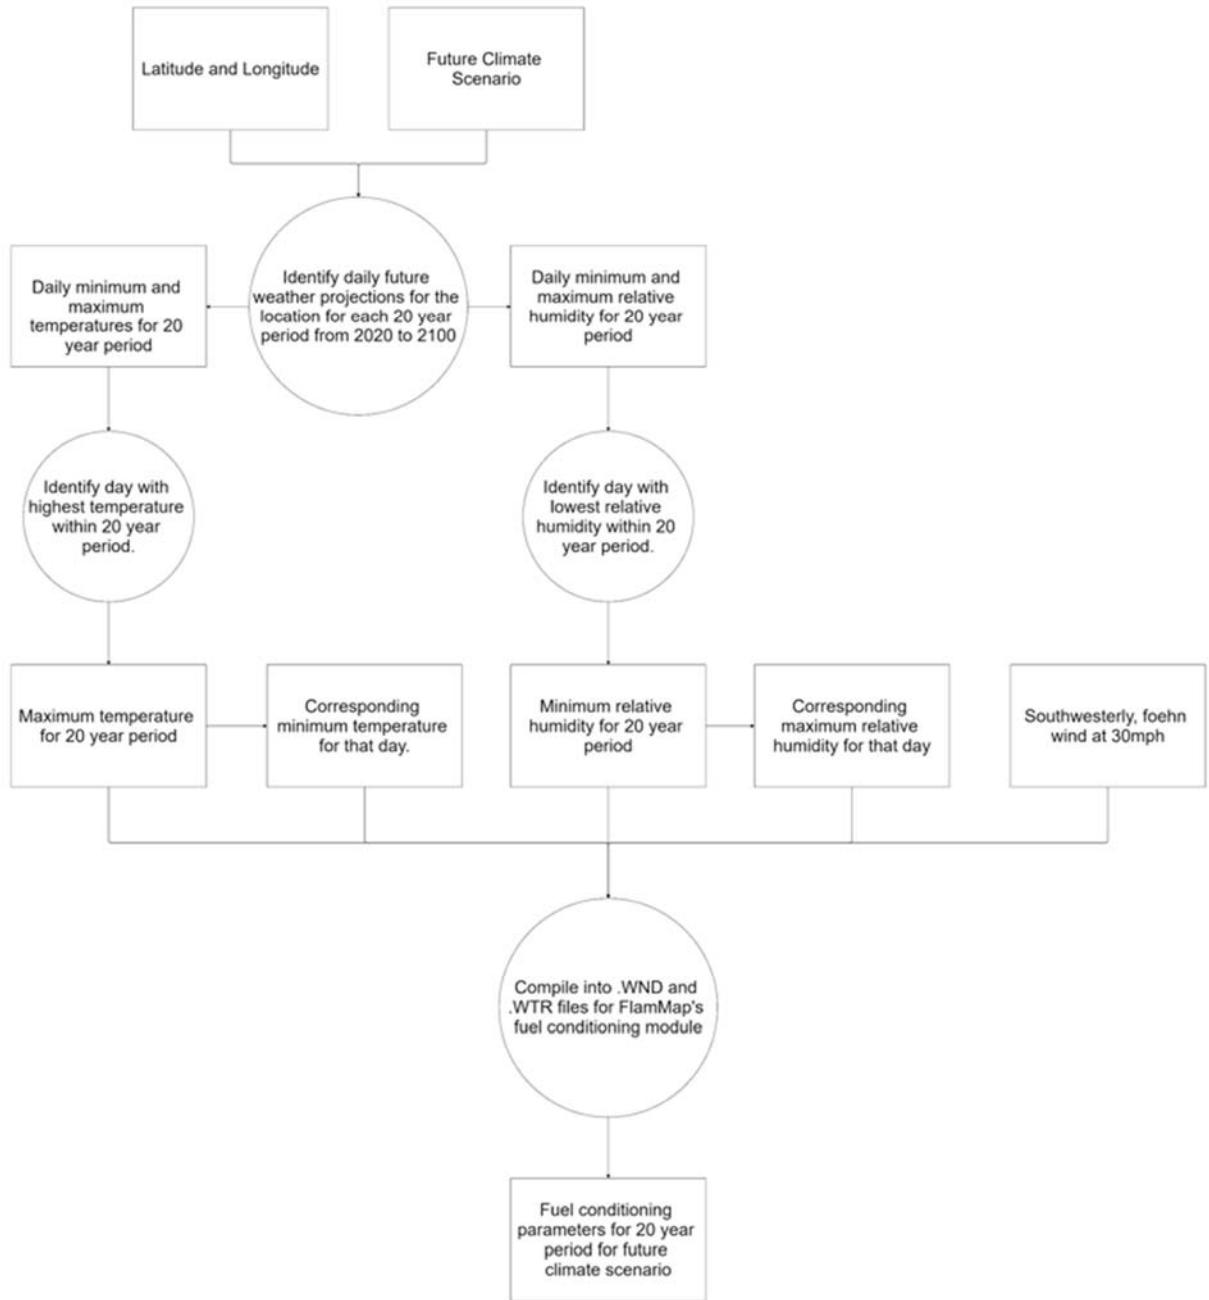 Latitude and Longitude
Future Climate
Scenario
Identify daily future
weather projections for the
location for each 20 year
period from 2020 to 2100
Daily minimum and
maximum
temperatures for 20
year period
Daily minimum and
maximum relative
humidity for 20 year
period
Identify day with
highest temperature
within 20 year
period.
Identify day with
lowest relative
humidity within 20
year period.
Maximum temperature
for 20 year period
Corresponding
minimum temperature
for that day.
Minimum relative
humidity for 20 year
period
Corresponding
maximum relative
humidity for that day
Southwesterly, foehn
wind at 30mph
Compile into .WND and
.WTR files for FlamMap's
fuel conditioning module
Fuel conditioning
parameters for 20 year
period for future
climate scenario